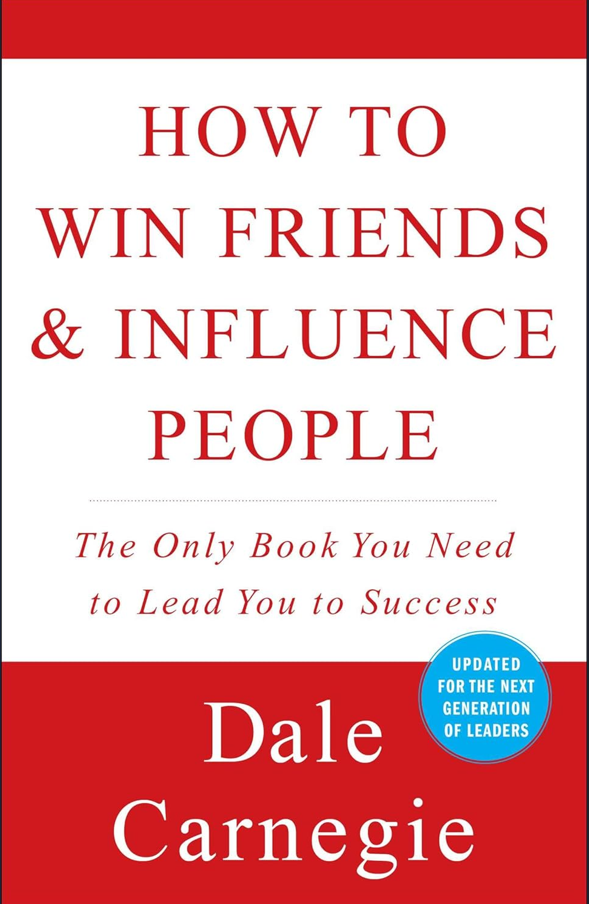 HOW TO
WIN FRIENDS
& INFLUENCE
PEOPLE
The Only Book You Need
to Lead You to Success
UPDATED
FOR THE NEXT
GENERATION
OF LEADERS
Dale
Carnegie